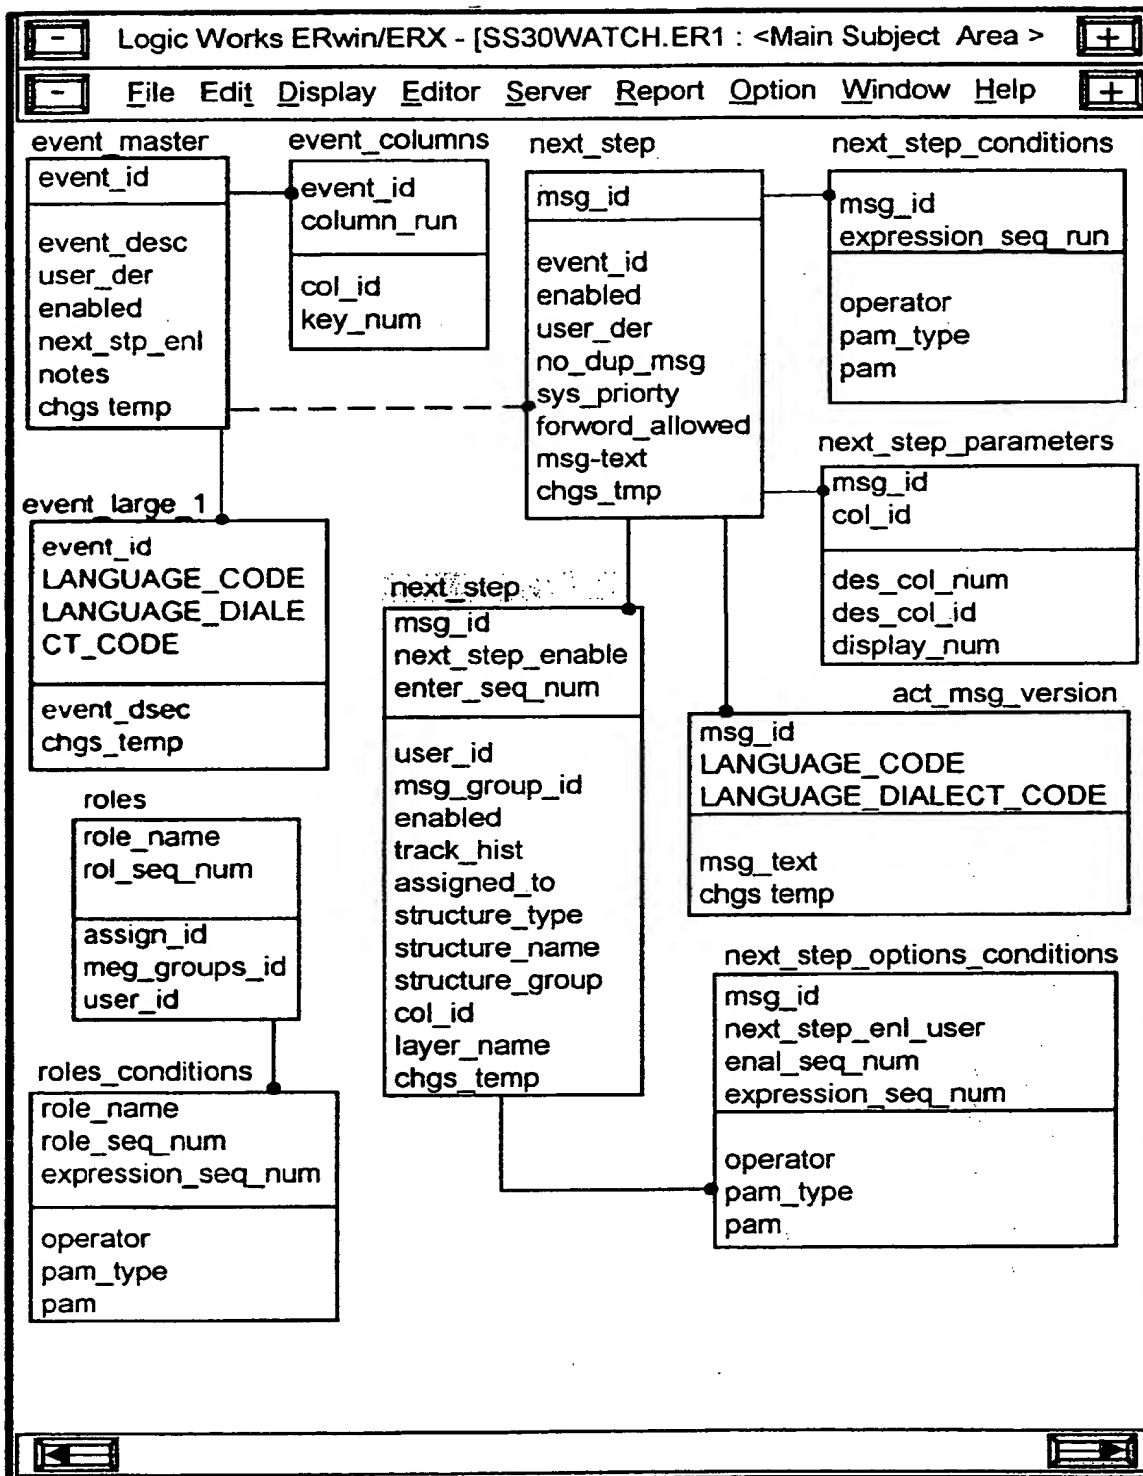 Logic Works ERwin/ERX - [SS30WATCH.ER1 : <Main Subject Area >
File Edit Display Editor Server Report Option Window Help
event_master
event_id
event_desc
user_der
enabled
next_stp_enl
notes
chgs temp
event_columns
event_id
column_run
col_id
key_num
next_step
msg_id
event_id
enabled
user_der
no_dup_msg
sys_priorty
forword_allowed
msg-text
chgs_tmp
next_step_conditions
msg_id
expression_seq_run
operator
pam_type
pam
next_step_parameters
msg_id
col_id
des_col_num
des_col_id
display_num
event_large_1
event_id
LANGUAGE_CODE
LANGUAGE_DIALE
CT_CODE
event_dsec
chgs_temp
next_step
msg_id
next_step_enable
enter_seq_num
user_id
msg_group_id
enabled
track_hist
assigned_to
structure_type
structure_name
structure_group
col_id
layer_name
chgs_temp
act_msg_version
msg_id
LANGUAGE_CODE
LANGUAGE_DIALECT_CODE
msg_text
chgs temp
roles
role_name
rol_seq_num
assign_id
meg_groups_id
user_id
roles_conditions
role_name
role_seq_num
expression_seq_num
operator
pam_type
pam
next_step_options_conditions
msg_id
next_step_enl_user
enal_seq_num
expression_seq_num
operator
pam_type
pam